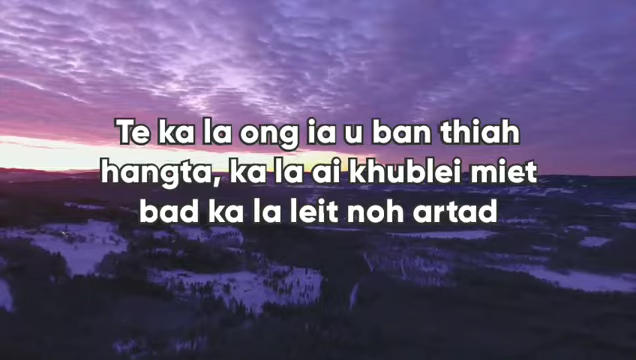 Te ka la ong ia u ban thiah
hangta, ka la ai khublei miet
bad ka la leit noh artad